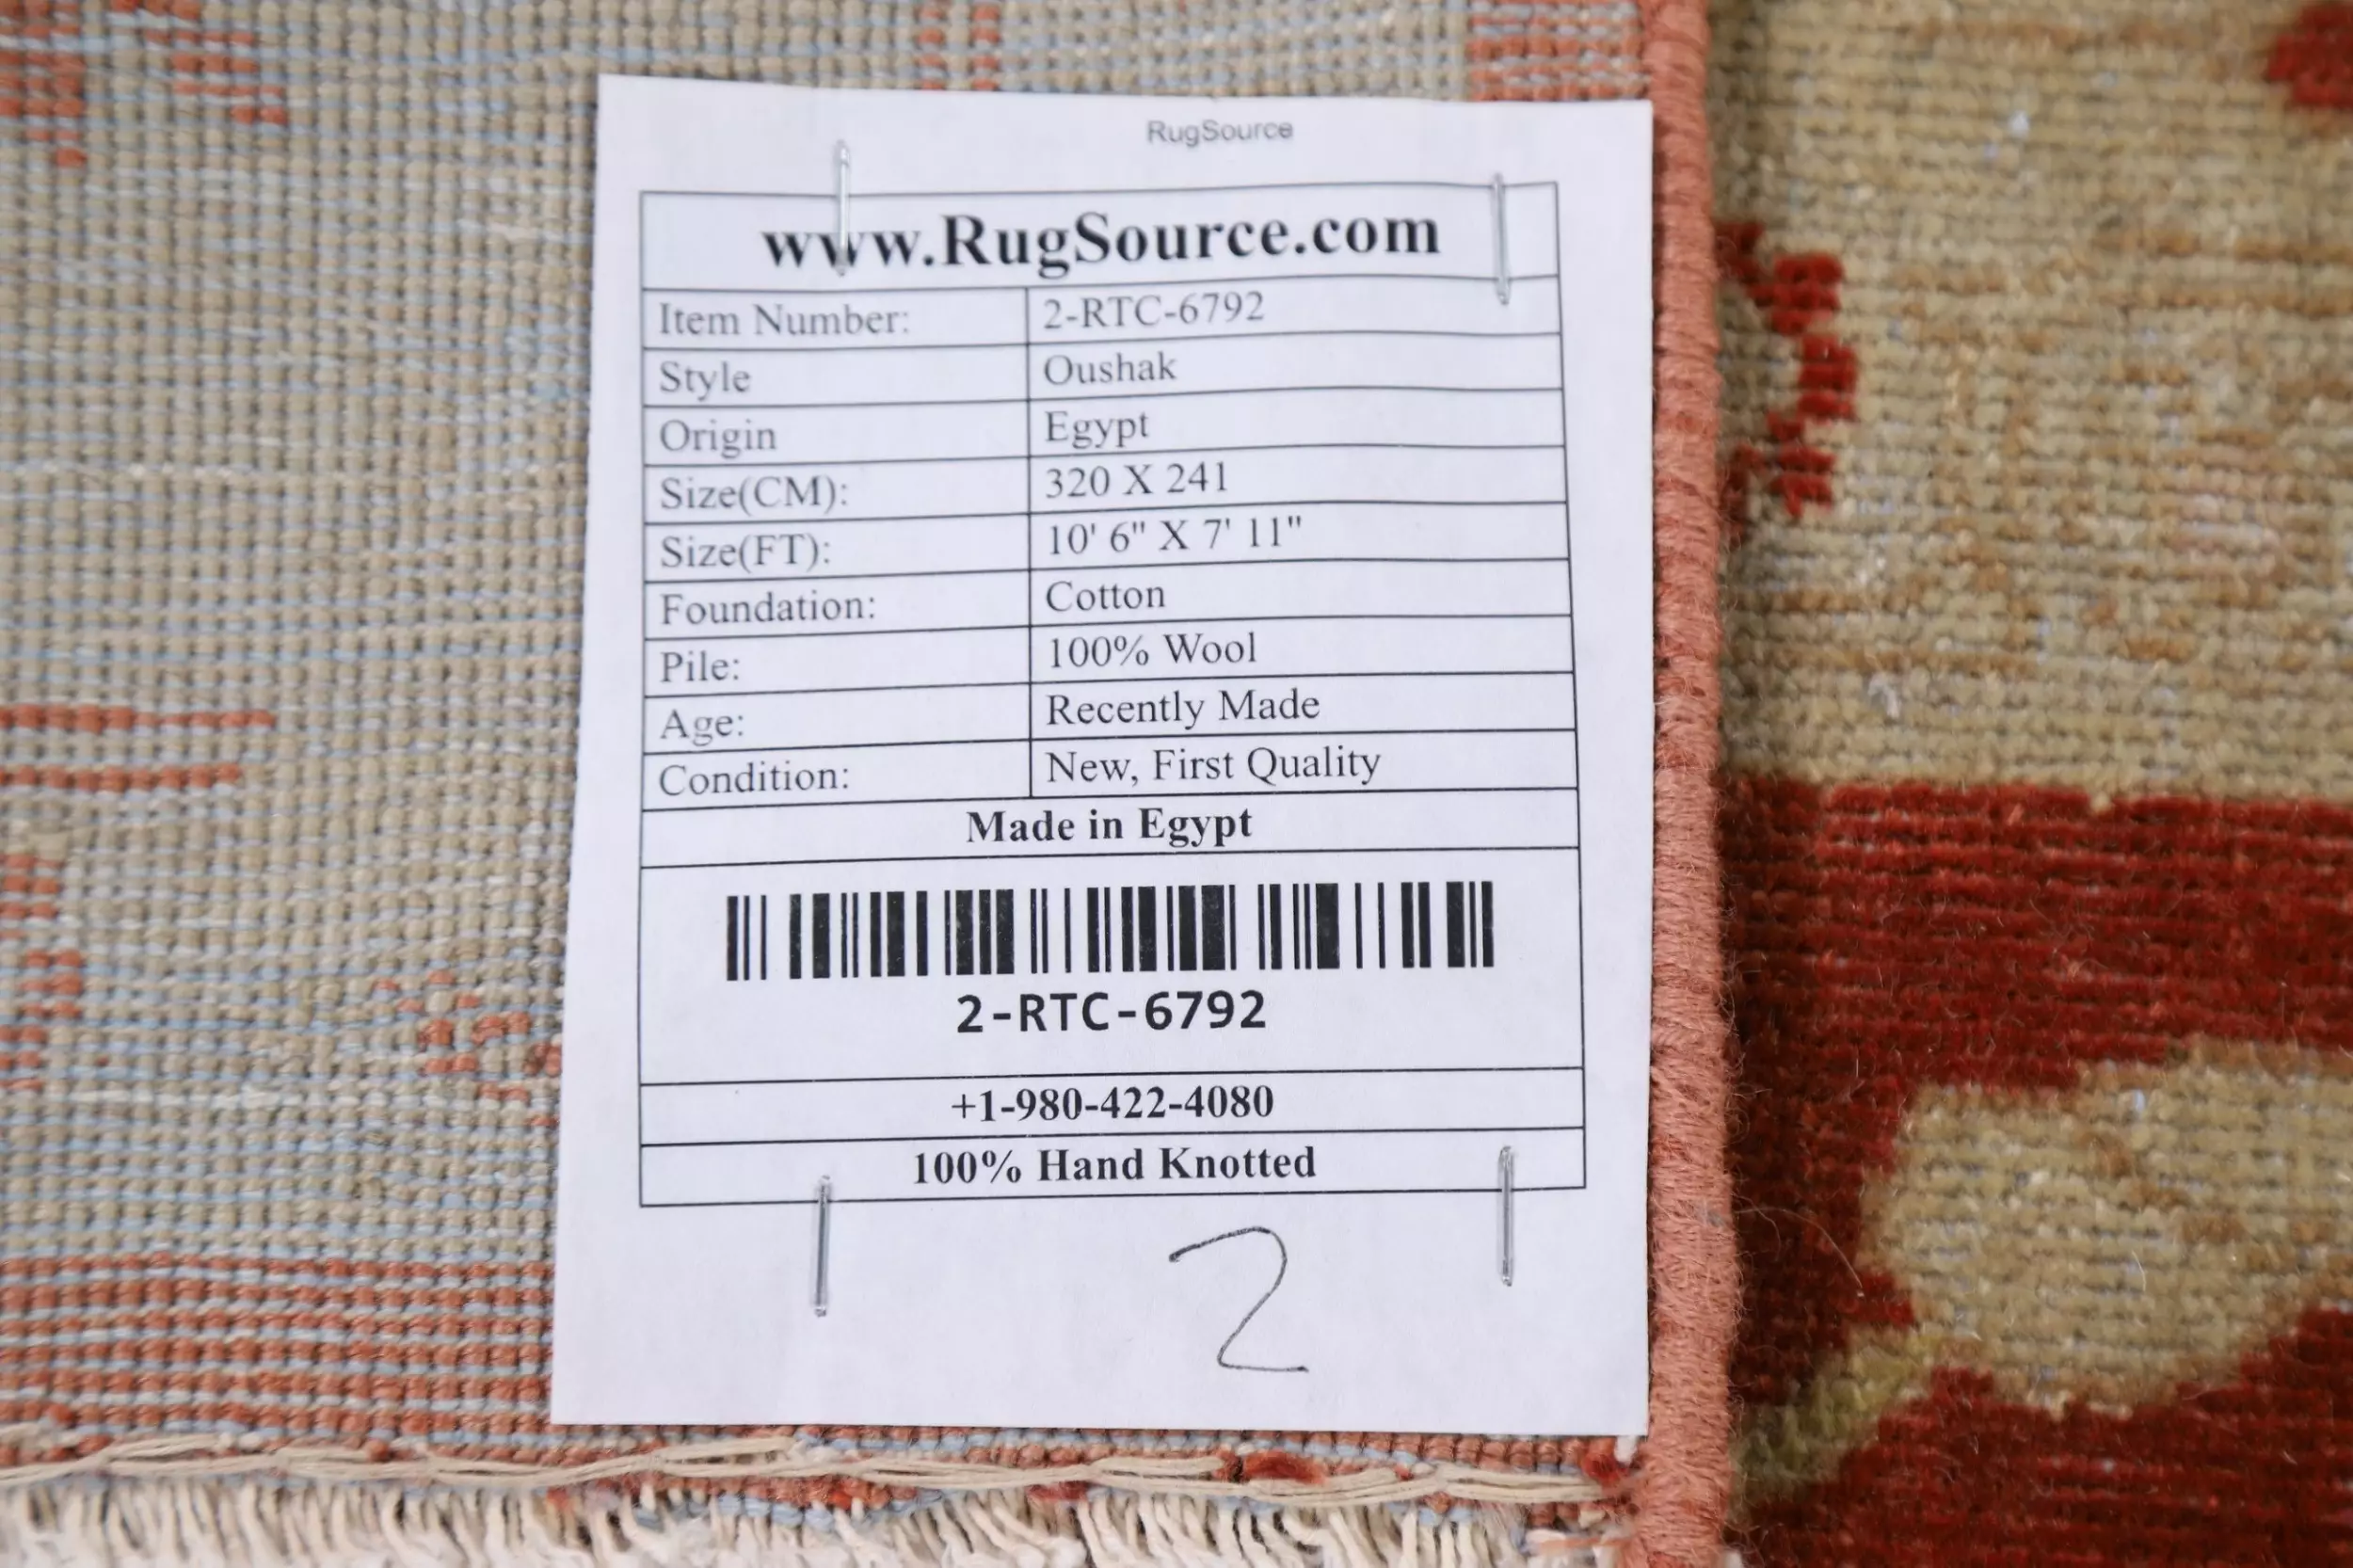 RugSource
www.RugSource.com
Item Number: 2-RTC-6792
Style Oushak
Origin Egypt
Size(CM): 320 X 241
Size(FT): 10' 6" X 7' 11"
Foundation: Cotton
Pile: 100% Wool
Age: Recently Made
Condition: New, First Quality
Made in Egypt
2-RTC-6792
+1-980-422-4080
100% Hand Knotted
2